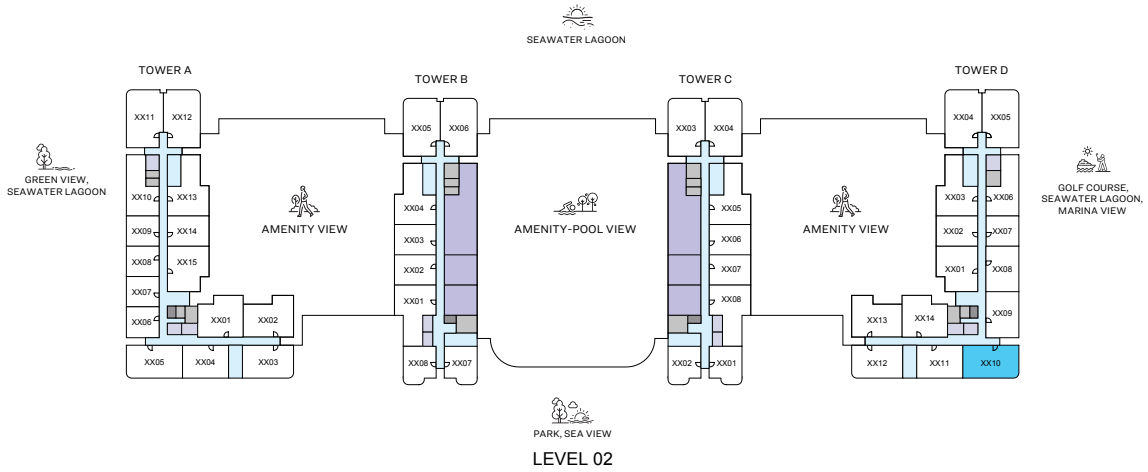 SEAWATER LAGOON
TOWER A
TOWER B
TOWER C
TOWER D
XX11
XX12
XX05
XX06
XX03
XX04
XX04
XX05
GREEN VIEW,
SEAWATER LAGOON
GOLF COURSE,
SEAWATER LAGOON,
MARINA VIEW
XX10
XX13
XX04
XX05
XX03
XX06
AMENITY VIEW
AMENITY-POOL VIEW
AMENITY VIEW
XX09
XX14
XX03
XX06
XX02
XX07
XX08
XX15
XX02
XX07
XX01
XX08
XX07
XX01
XX08
XX06
XX01
XX02
XX13
XX14
XX09
XX05
XX04
XX03
XX08
XX07
XX02
XX01
XX12
XX11
XX10
PARK, SEA VIEW
LEVEL 02